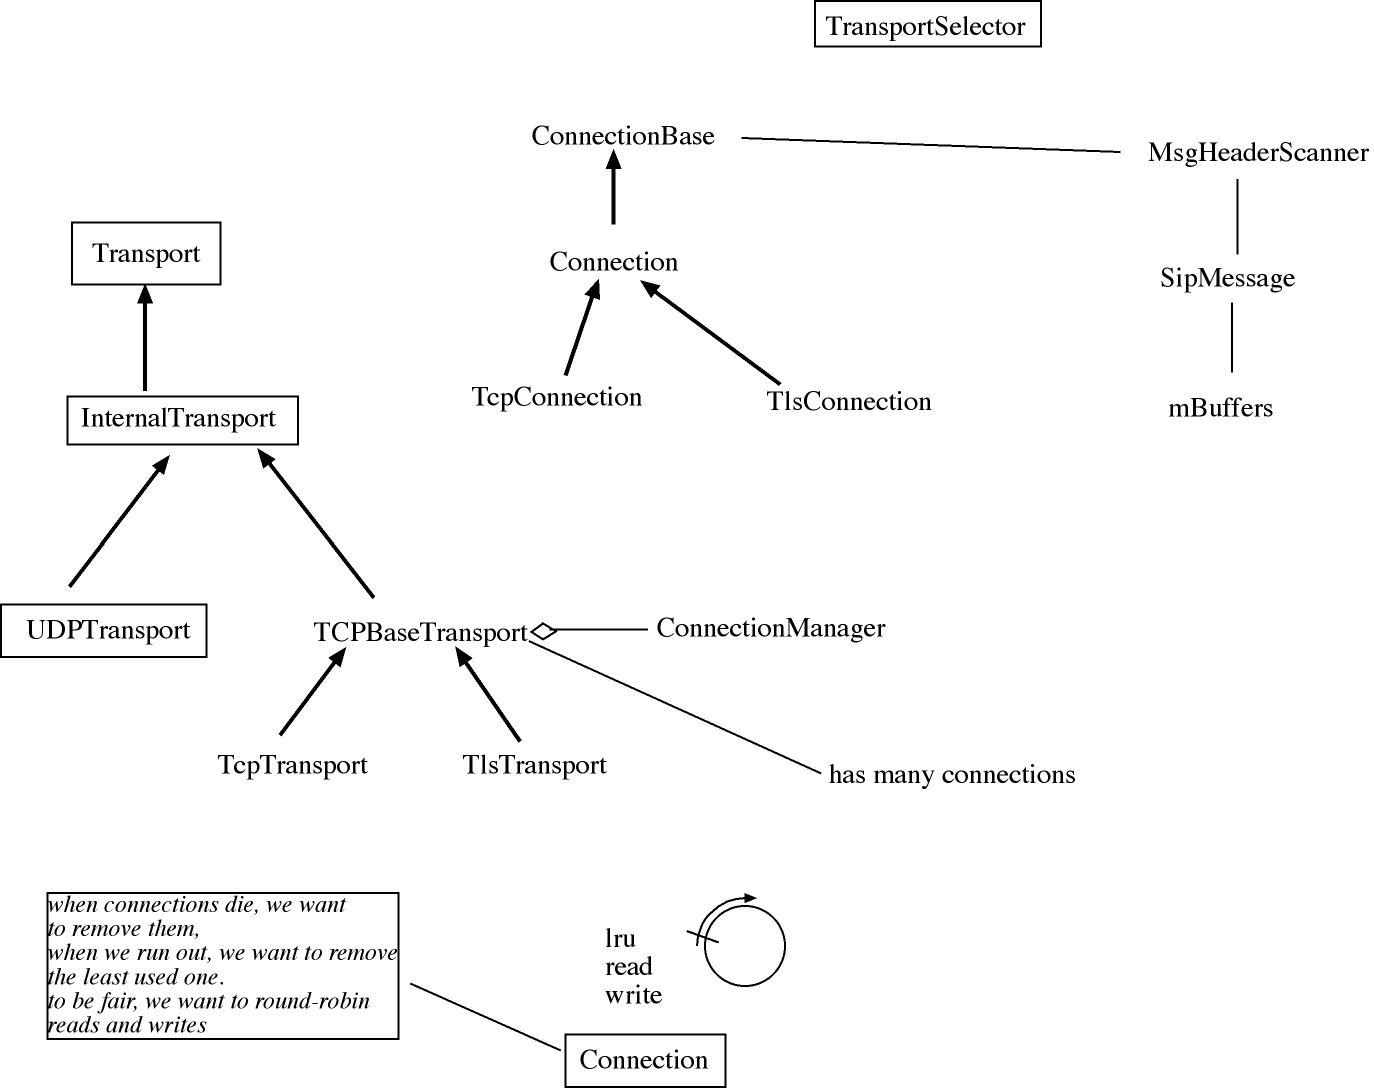 TransportSelector
ConnectionBase
MsgHeaderScanner
Transport
Connection
SipMessage
TcpConnection
TlsConnection
mBuffers
InternalTransport
UDPTransport
TCPBaseTransport
ConnectionManager
TcpTransport
TlsTransport
has many connections
when connections die, we want
to remove them,
when we run out, we want to remove
the least used one.
to be fair, we want to round-robin
reads and writes
lru
read
write
Connection